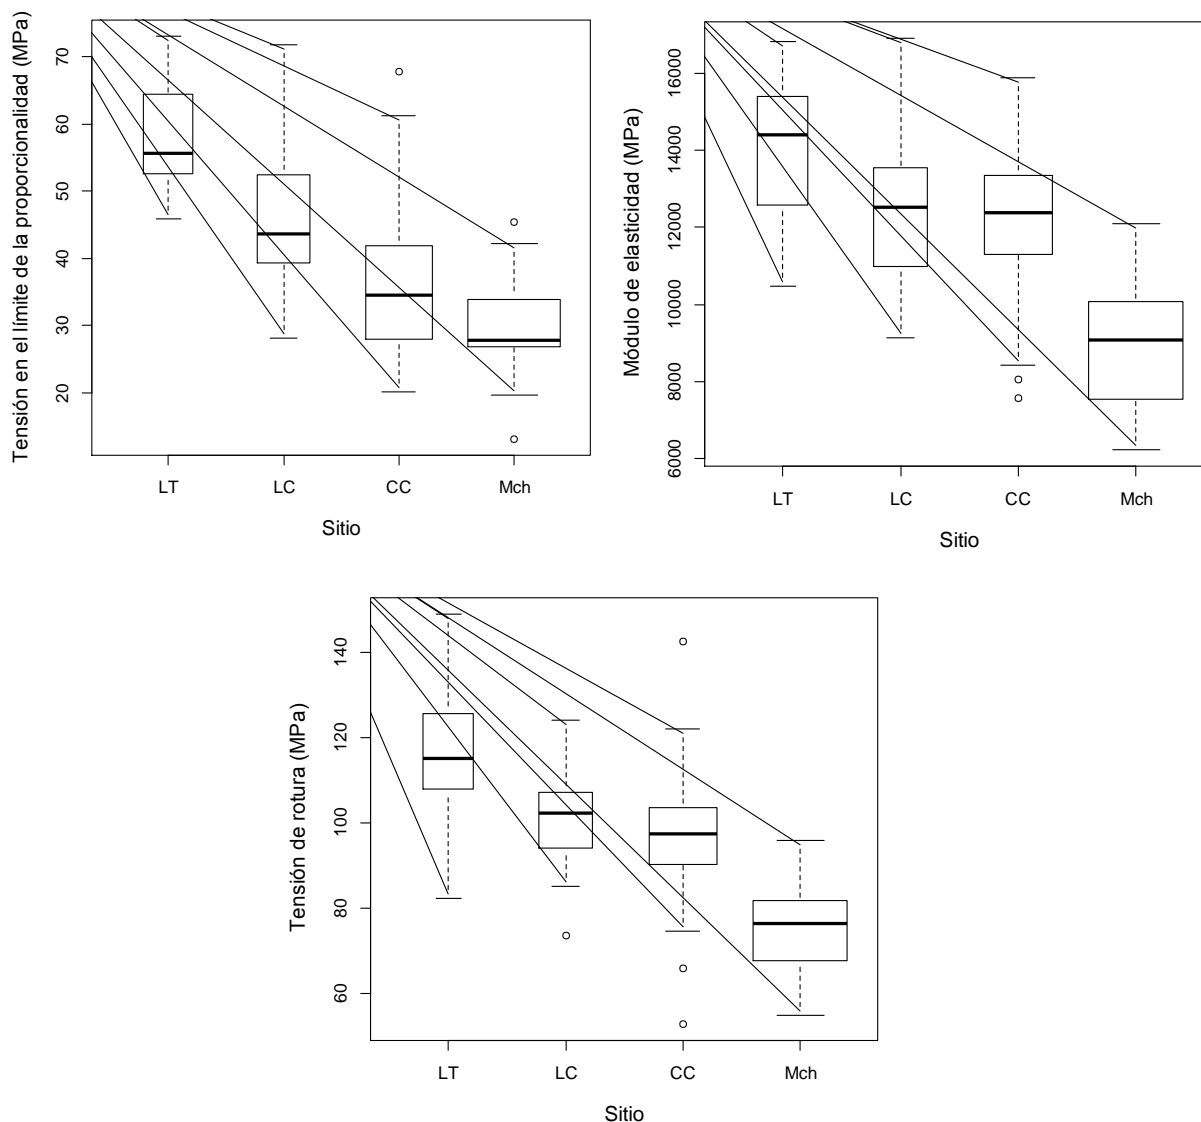 Tensión en el límite de la proporcionalidad (MPa)
70
60
50
40
30
20
LT LC CC Mch
Sitio
Módulo de elasticidad (MPa)
16000
14000
12000
10000
8000
6000
LT LC CC Mch
Sitio
Tensión de rotura (MPa)
140
120
100
80
60
LT LC CC Mch
Sitio